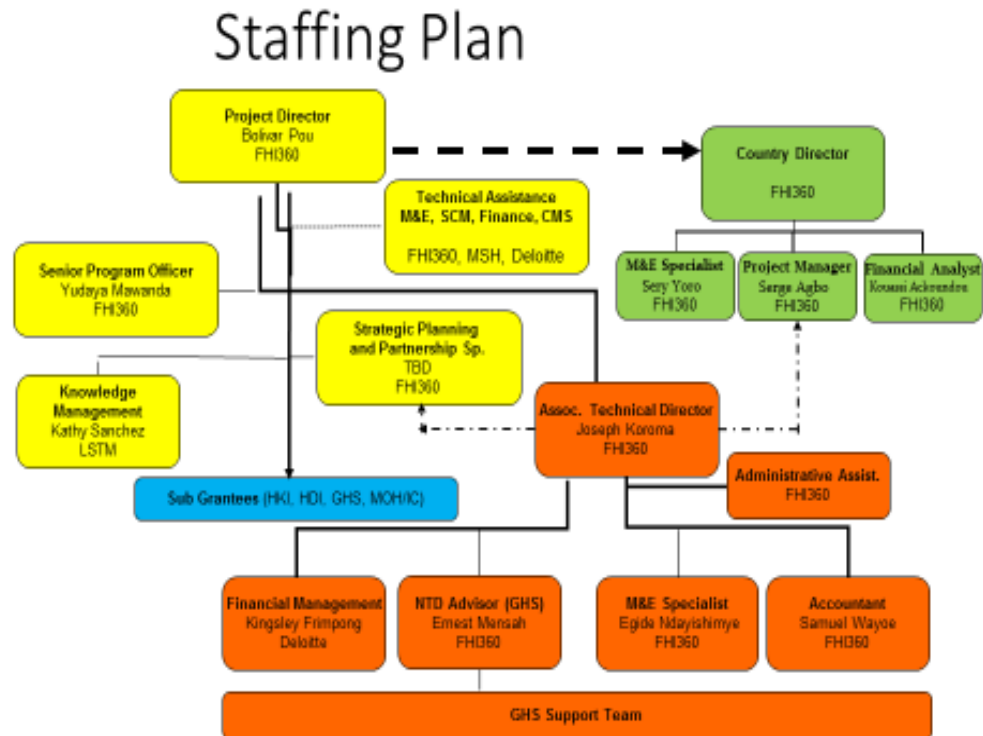 Staffing Plan
Project Director
Bolivar Pou
FHI360
Country Director
FHI360
Technical Assistance
M&E, SCM, Finance, CMS
FHI360, MSH, Deloitte
Senior Program Officer
Yudaya Mawanda
FHI360
M&E Specialist
Sery Yoro
FHI360
Project Manager
Serge Agbo
FHI360
Financial Analyst
Kouassi
FHI360
Strategic Planning
and Partnership Sp.
TBD
FHI360
Knowledge
Management
Kathy Sanchez
LSTM
Assoc. Technical Director
Joseph Koroma
FHI360
Administrative Assist.
FHI360
Sub Grantees (HKI, HDI, GHS, MOH/IC)
Financial Management
Kingsley Frimpong
Deloitte
NTD Advisor (GHS)
Ernest Mensah
FHI360
M&E Specialist
Egide Ndayishimye
FHI360
Accountant
Samuel Wayoe
FHI360
GHS Support Team